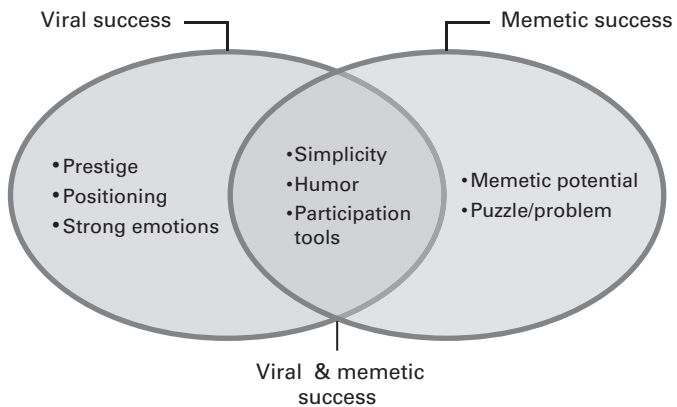 Viral success
Memetic success
•Prestige
•Positioning
•Strong emotions
•Simplicity
•Humor
•Participation
tools
•Memetic potential
•Puzzle/problem
Viral & memetic
success